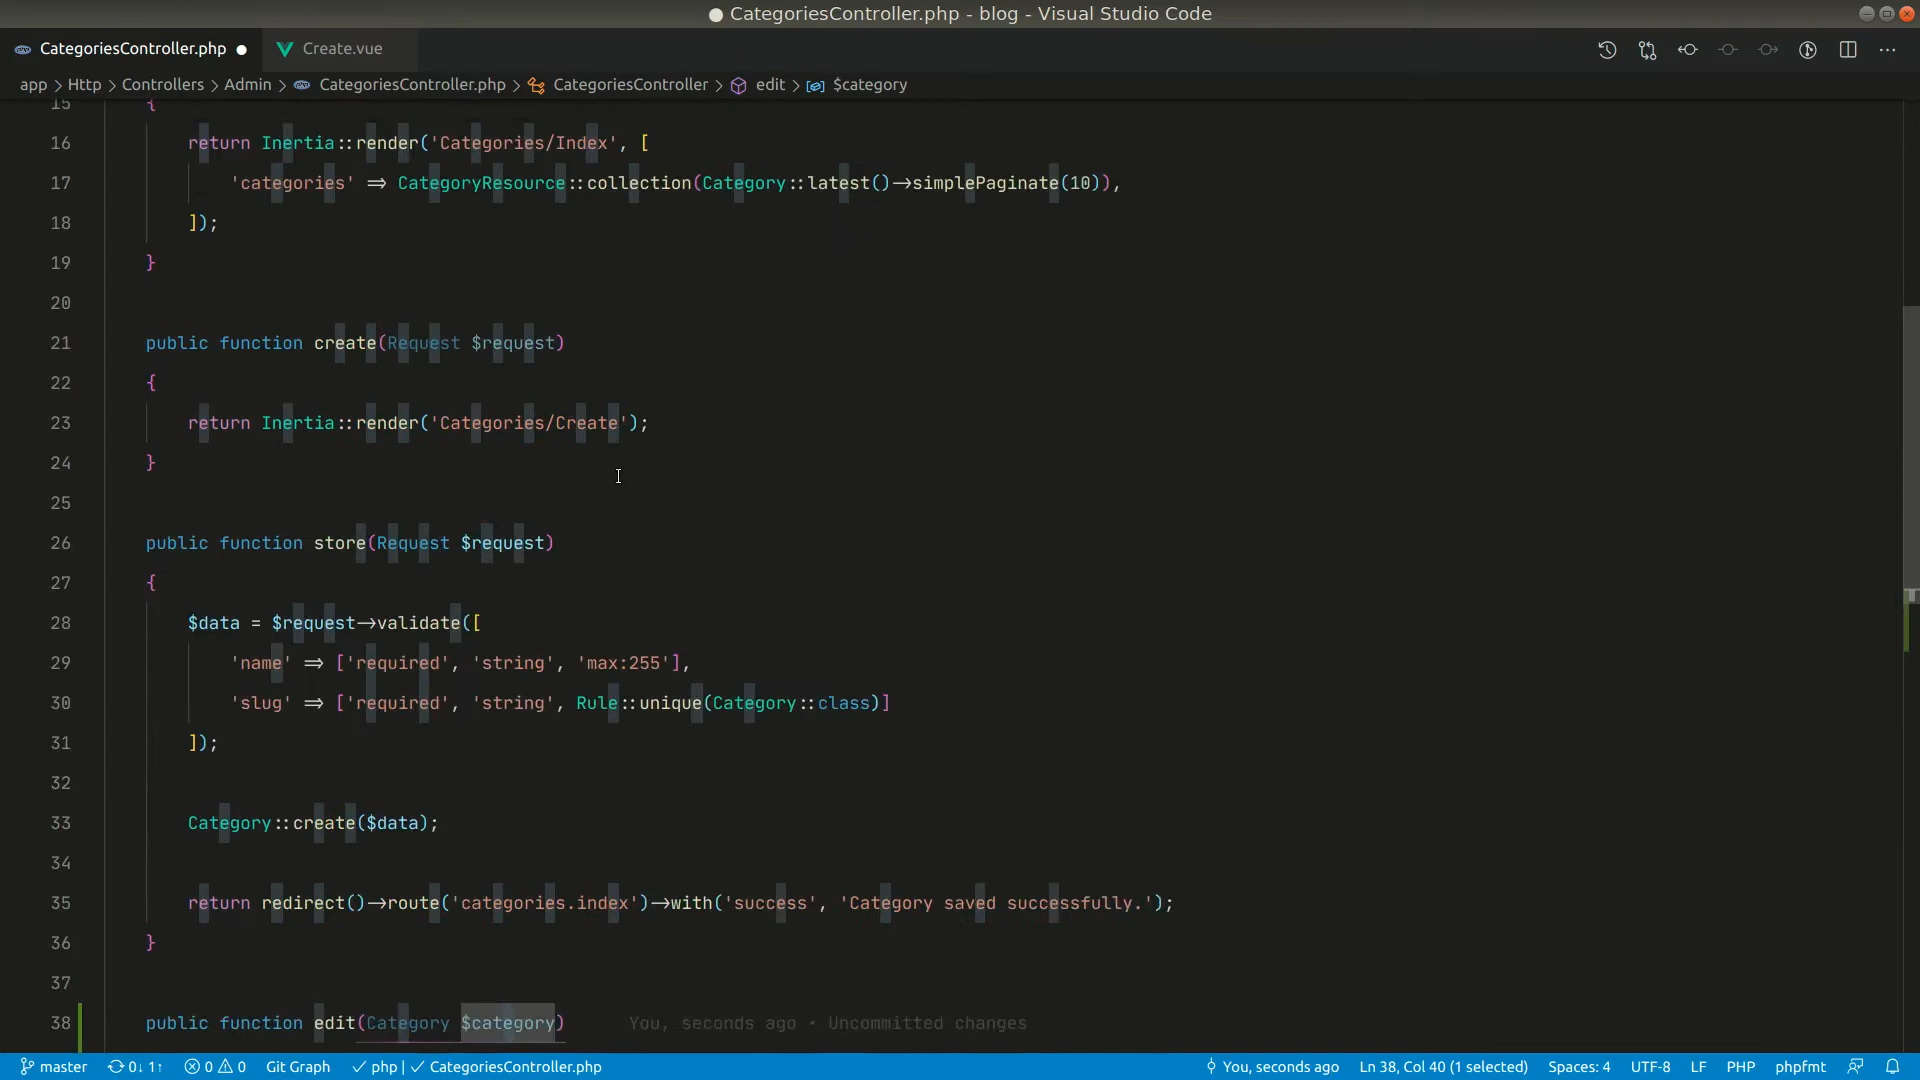 CategoriesController.php - blog - Visual Studio Code
CategoriesController.php Create.vue
app > Http > Controllers > Admin > CategoriesController.php > CategoriesController > edit > $category
15 {
16 return Inertia::render('Categories/Index', [
17 'categories' => CategoryResource::collection(Category::latest()->simplePaginate(10)),
18 ]);
19 }
20
21 public function create(Request $request)
22 {
23 return Inertia::render('Categories/Create');
24 }
25
26 public function store(Request $request)
27 {
28 $data = $request->validate([
29 'name' => ['required', 'string', 'max:255'],
30 'slug' => ['required', 'string', Rule::unique(Category::class)]
31 ]);
32
33 Category::create($data);
34
35 return redirect()->route('categories.index')->with('success', 'Category saved successfully.');
36 }
37
38 public function edit(Category $category) You, seconds ago • Uncommitted changes
master 0↓ 1↑ 0 0 Git Graph ✓ php | ✓ CategoriesController.php You, seconds ago Ln 38, Col 40 (1 selected) Spaces: 4 UTF-8 LF PHP phpfmt